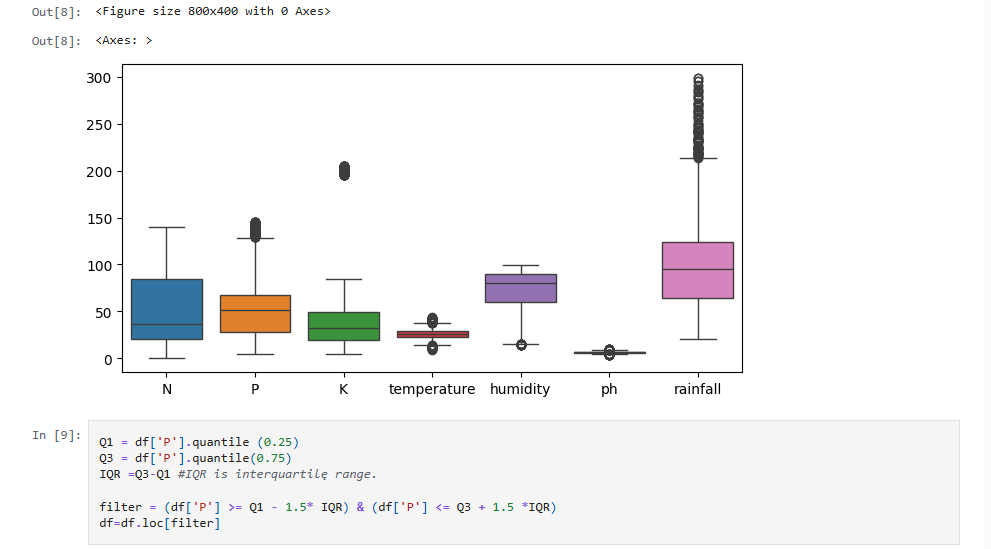 Out[8]: <Figure size 800x400 with 0 Axes>
Out[8]: <Axes: >
300
250
200
150
100
50
0
N P K temperature humidity ph rainfall
In [9]:
Q1 = df['P'].quantile (0.25)
Q3 = df['P'].quantile(0.75)
IQR =Q3-Q1 #IQR is interquartile range.
filter = (df['P'] >= Q1 - 1.5* IQR) & (df['P'] <= Q3 + 1.5 *IQR)
df=df.loc[filter]